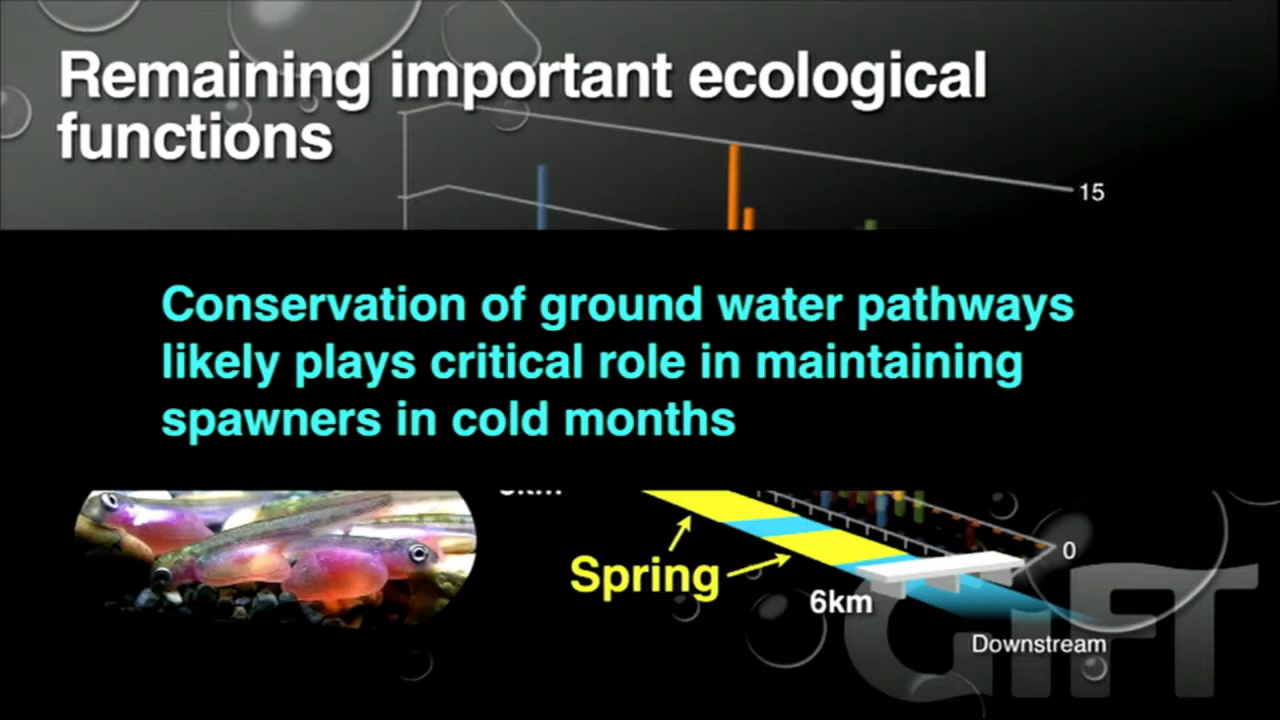 Remaining important ecological
functions
15
Conservation of ground water pathways
likely plays critical role in maintaining
spawners in cold months
Spring
0
6km
Downstream
GiFT